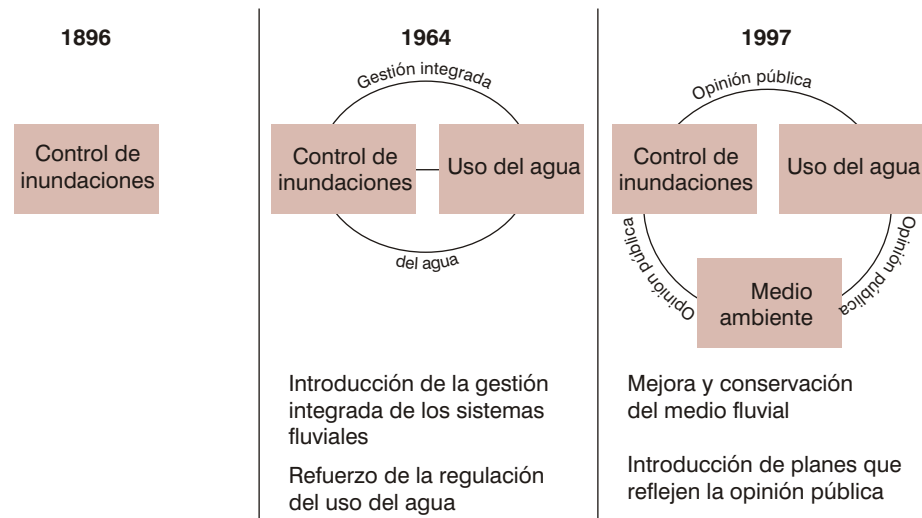 1896
Control de
inundaciones
1964
Gestión integrada
Control de
inundaciones
Uso del agua
del agua
Introducción de la gestión
integrada de los sistemas
fluviales
Refuerzo de la regulación
del uso del agua
1997
Opinión pública
Control de
inundaciones
Uso del agua
Opinión pública
Opinión pública
Medio
ambiente
Mejora y conservación
del medio fluvial
Introducción de planes que
reflejen la opinión pública